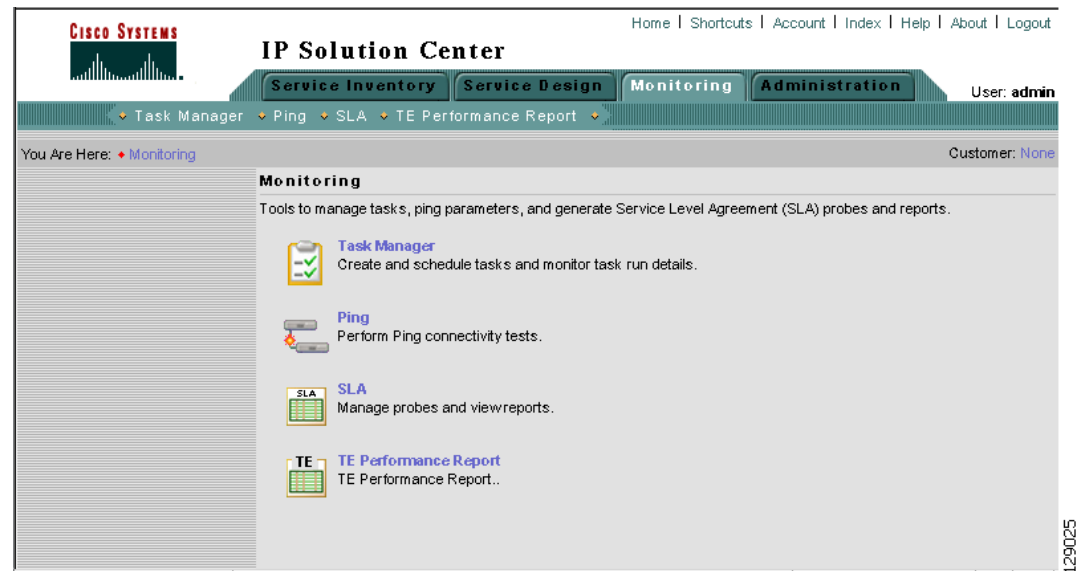 CISCO SYSTEMS
Home | Shortcuts | Account | Index | Help | About | Logout
IP Solution Center
Service Inventory Service Design Monitoring Administration
User: admin
Task Manager Ping SLA TE Performance Report
You Are Here: Monitoring
Customer: None
Monitoring
Tools to manage tasks, ping parameters, and generate Service Level Agreement (SLA) probes and reports.
Task Manager
Create and schedule tasks and monitor task run details.
Ping
Perform Ping connectivity tests.
SLA
SLA
Manage probes and viewreports.
TE
TE Performance Report
TE Performance Report..
129025